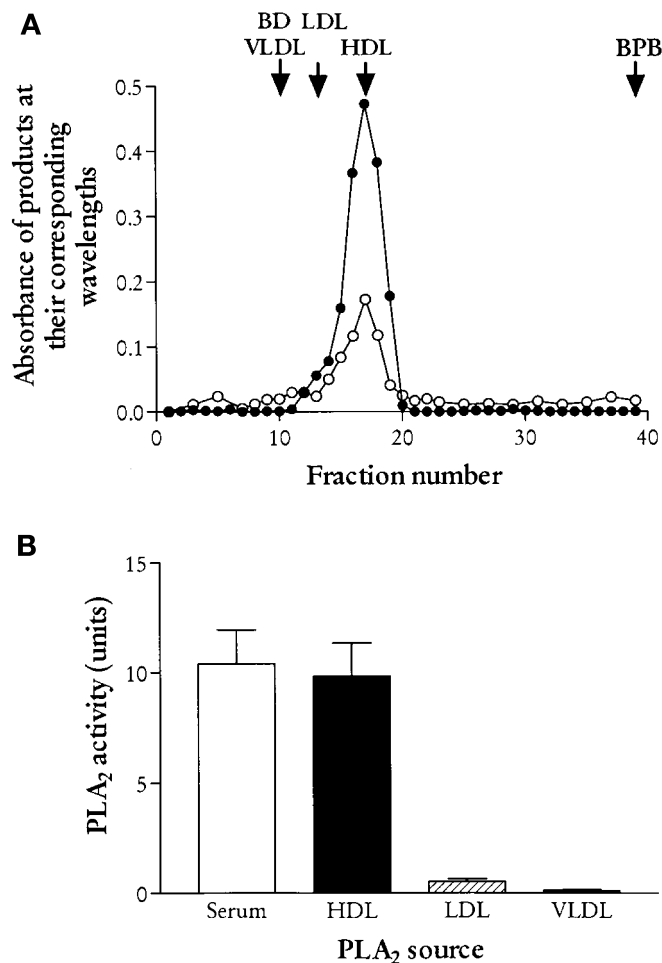 A
BD LDL
VLDL HDL BPB
Absorbance of products at
their corresponding
wavelengths
0.5
0.4
0.3
0.2
0.1
0.0
0 10 20 30 40
Fraction number
B
PLA₂ activity (units)
15
10
5
0
Serum HDL LDL VLDL
PLA₂ source